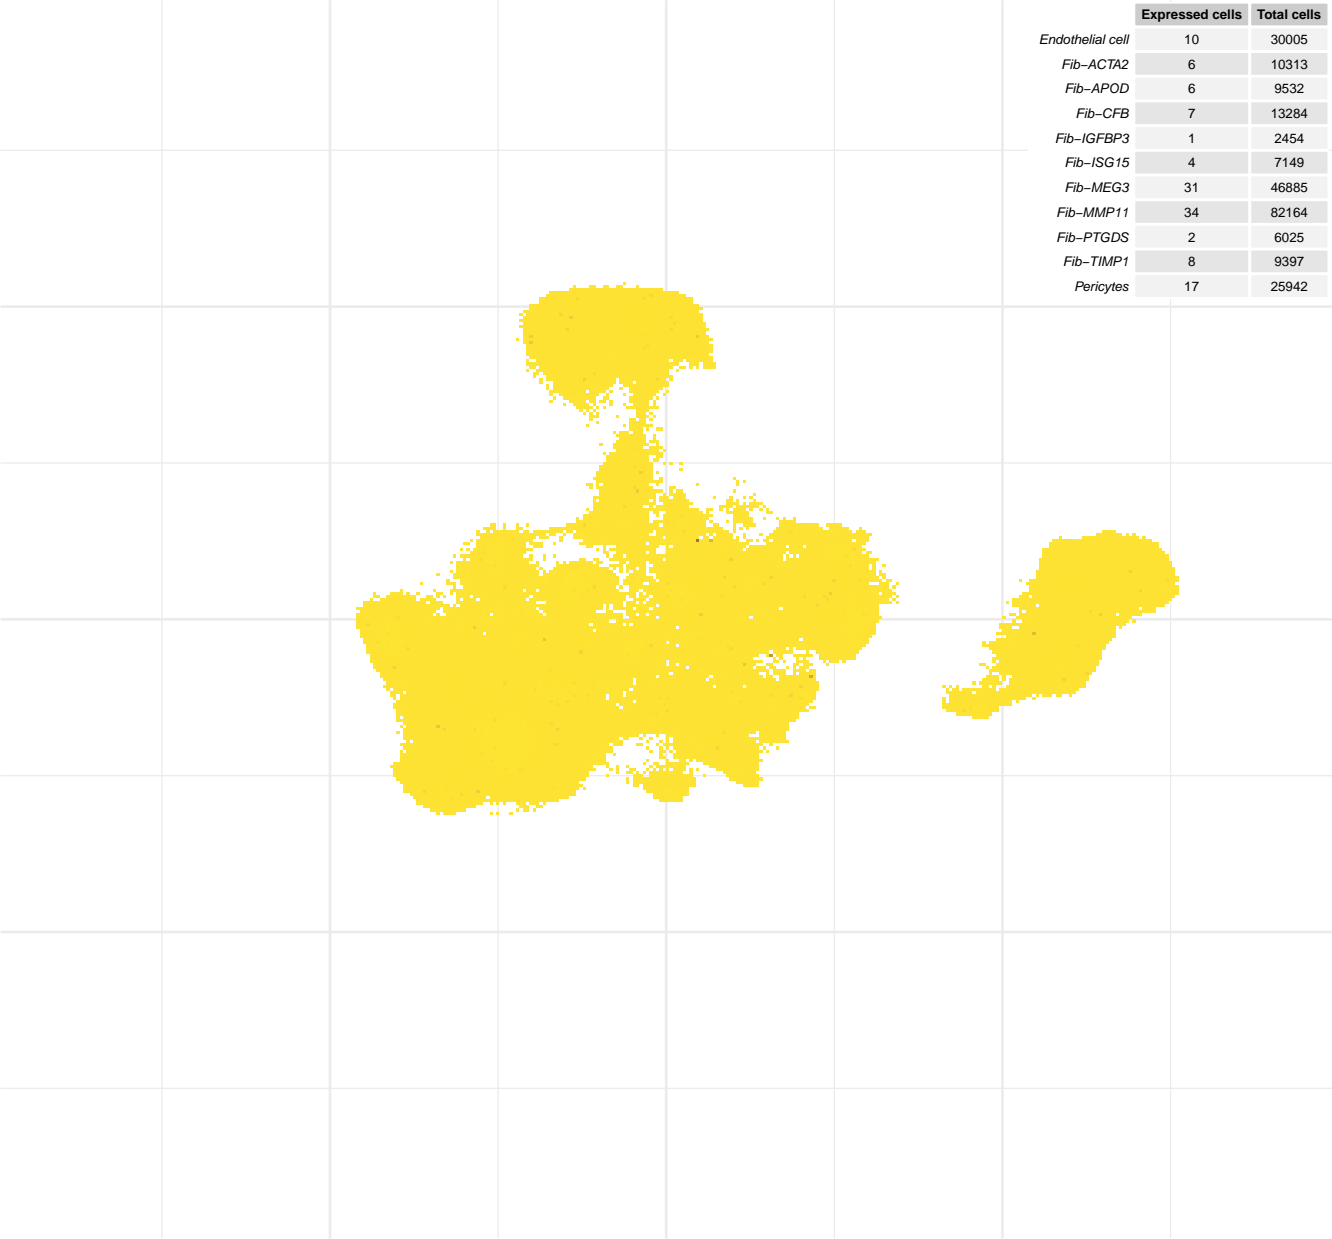 Expressed cells Total cells
Endothelial cell 10 30005
Fib−ACTA2 6 10313
Fib−APOD 6 9532
Fib−CFB 7 13284
Fib−IGFBP3 1 2454
Fib−ISG15 4 7149
Fib−MEG3 31 46885
Fib−MMP11 34 82164
Fib−PTGDS 2 6025
Fib−TIMP1 8 9397
Pericytes 17 25942